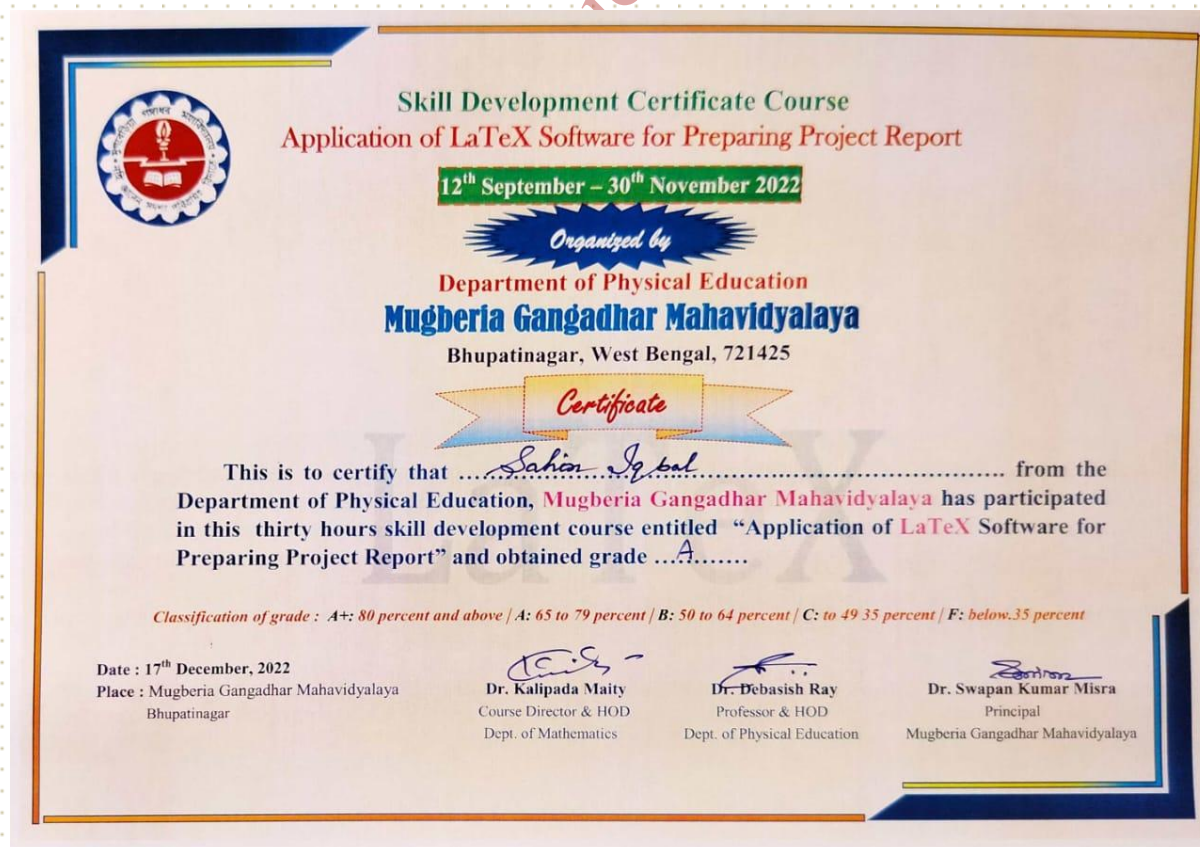 Skill Development Certificate Course
Application of LaTeX Software for Preparing Project Report
12th September – 30th November 2022
Organized by
Department of Physical Education
Mugberia Gangadhar Mahavidyalaya
Bhupatinagar, West Bengal, 721425
Certificate
LaTeX
This is to certify that ....Sahin Iqbal............................................ from the
Department of Physical Education, Mugberia Gangadhar Mahavidyalaya has participated
in this thirty hours skill development course entitled “Application of LaTeX Software for
Preparing Project Report” and obtained grade ...A........
Classification of grade : A+: 80 percent and above | A: 65 to 79 percent | B: 50 to 64 percent | C: to 49 35 percent | F: below.35 percent
Date : 17th December, 2022
Place : Mugberia Gangadhar Mahavidyalaya
Bhupatinagar
Dr. Kalipada Maity
Course Director & HOD
Dept. of Mathematics
Dr. Debasish Ray
Professor & HOD
Dept. of Physical Education
Dr. Swapan Kumar Misra
Principal
Mugberia Gangadhar Mahavidyalaya